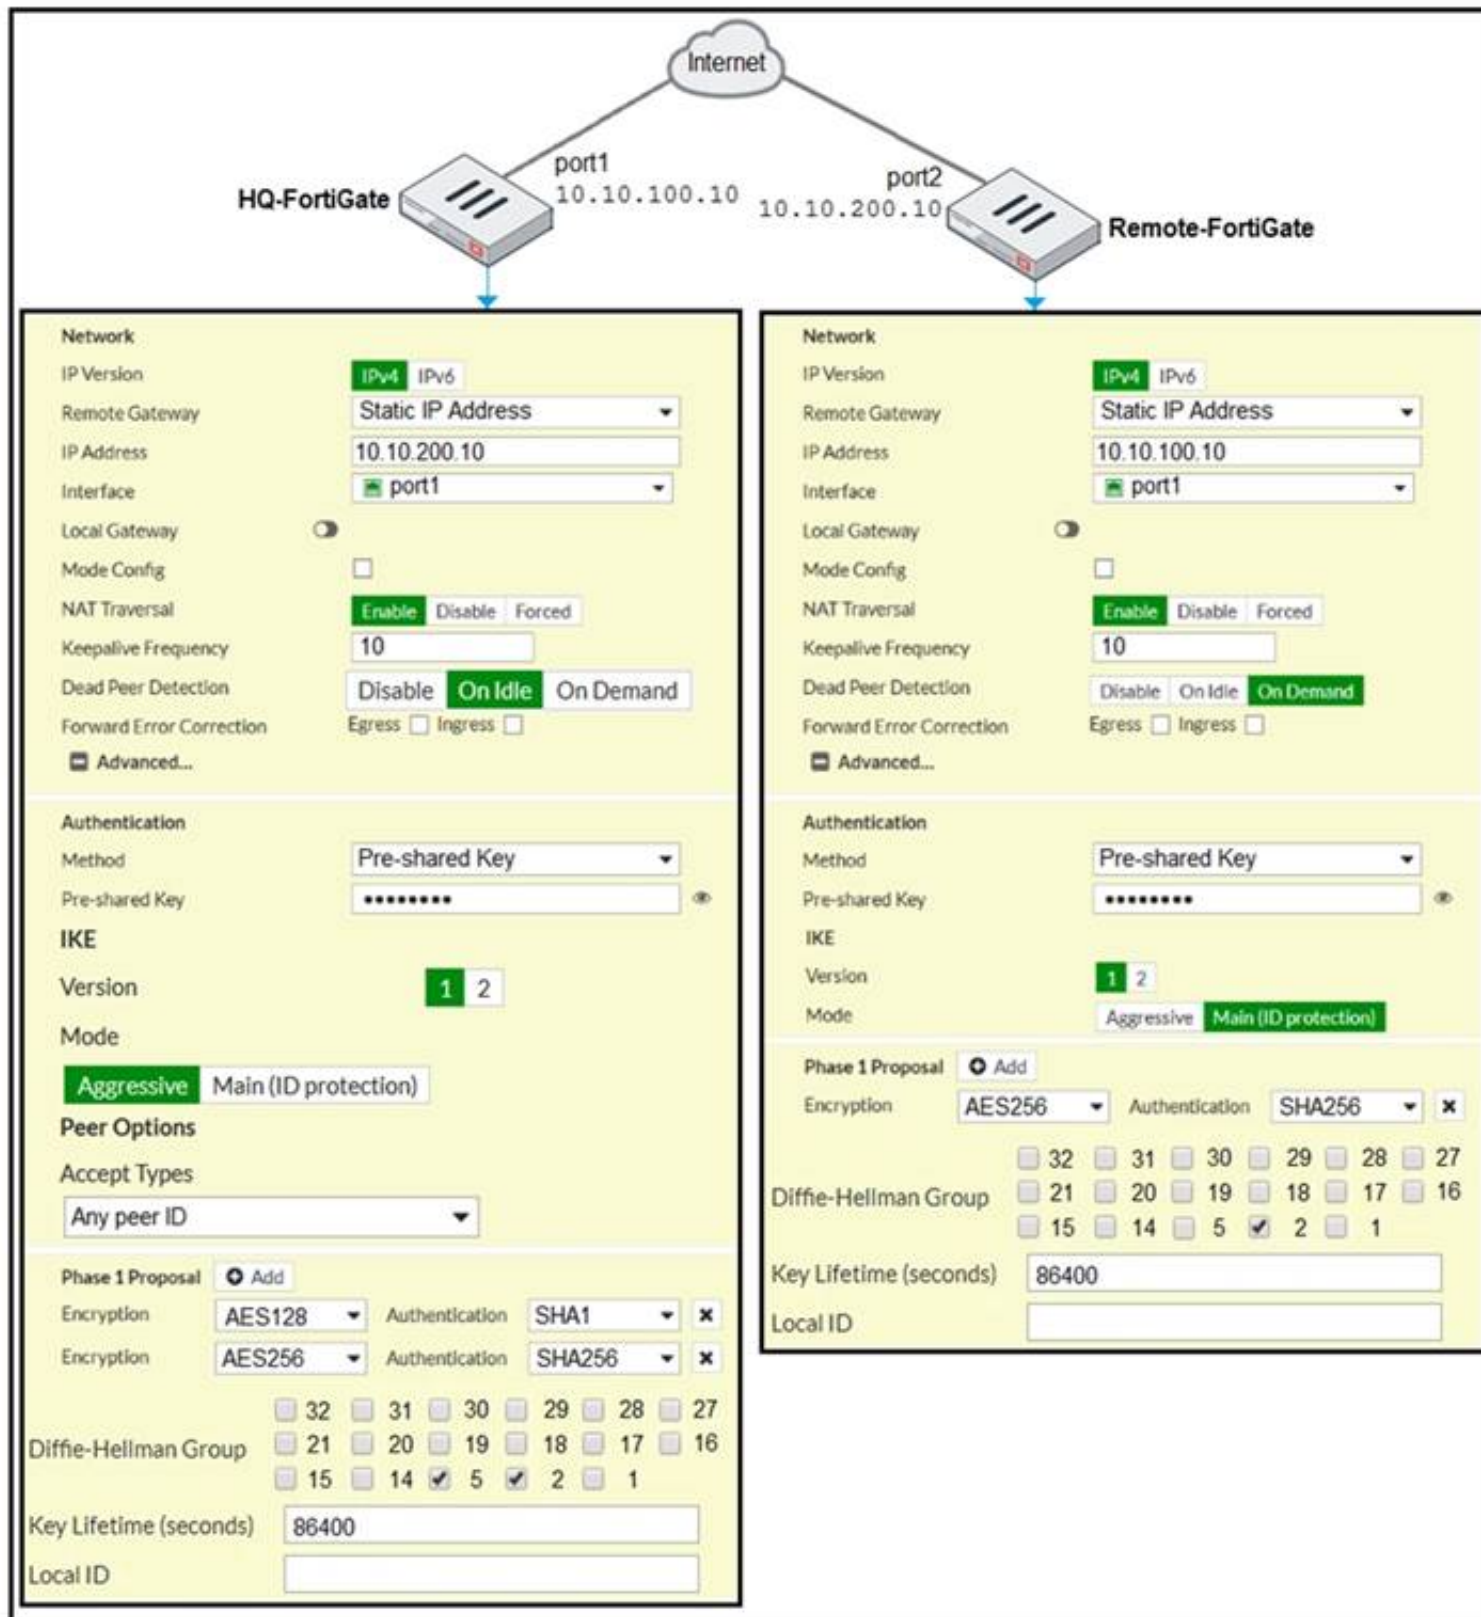 Internet
port1
10.10.100.10
port2
10.10.200.10
HQ-FortiGate
Remote-FortiGate
Network
IP Version IPv4 IPv6
Remote Gateway Static IP Address
IP Address 10.10.200.10
Interface port1
Local Gateway
Mode Config
NAT Traversal Enable Disable Forced
Keepalive Frequency 10
Dead Peer Detection Disable On Idle On Demand
Forward Error Correction Egress Ingress
Advanced...
Authentication
Method Pre-shared Key
Pre-shared Key ••••••••
IKE
Version 1 2
Mode
Aggressive Main (ID protection)
Peer Options
Accept Types
Any peer ID
Phase 1 Proposal Add
Encryption AES128 Authentication SHA1
Encryption AES256 Authentication SHA256
32 31 30 29 28 27
Diffie-Hellman Group 21 20 19 18 17 16
15 14 5 2 1
Key Lifetime (seconds) 86400
Local ID
Network
IP Version IPv4 IPv6
Remote Gateway Static IP Address
IP Address 10.10.100.10
Interface port1
Local Gateway
Mode Config
NAT Traversal Enable Disable Forced
Keepalive Frequency 10
Dead Peer Detection Disable On Idle On Demand
Forward Error Correction Egress Ingress
Advanced...
Authentication
Method Pre-shared Key
Pre-shared Key ••••••••
IKE
Version 1 2
Mode Aggressive Main (ID protection)
Phase 1 Proposal Add
Encryption AES256 Authentication SHA256
32 31 30 29 28 27
Diffie-Hellman Group 21 20 19 18 17 16
15 14 5 2 1
Key Lifetime (seconds) 86400
Local ID